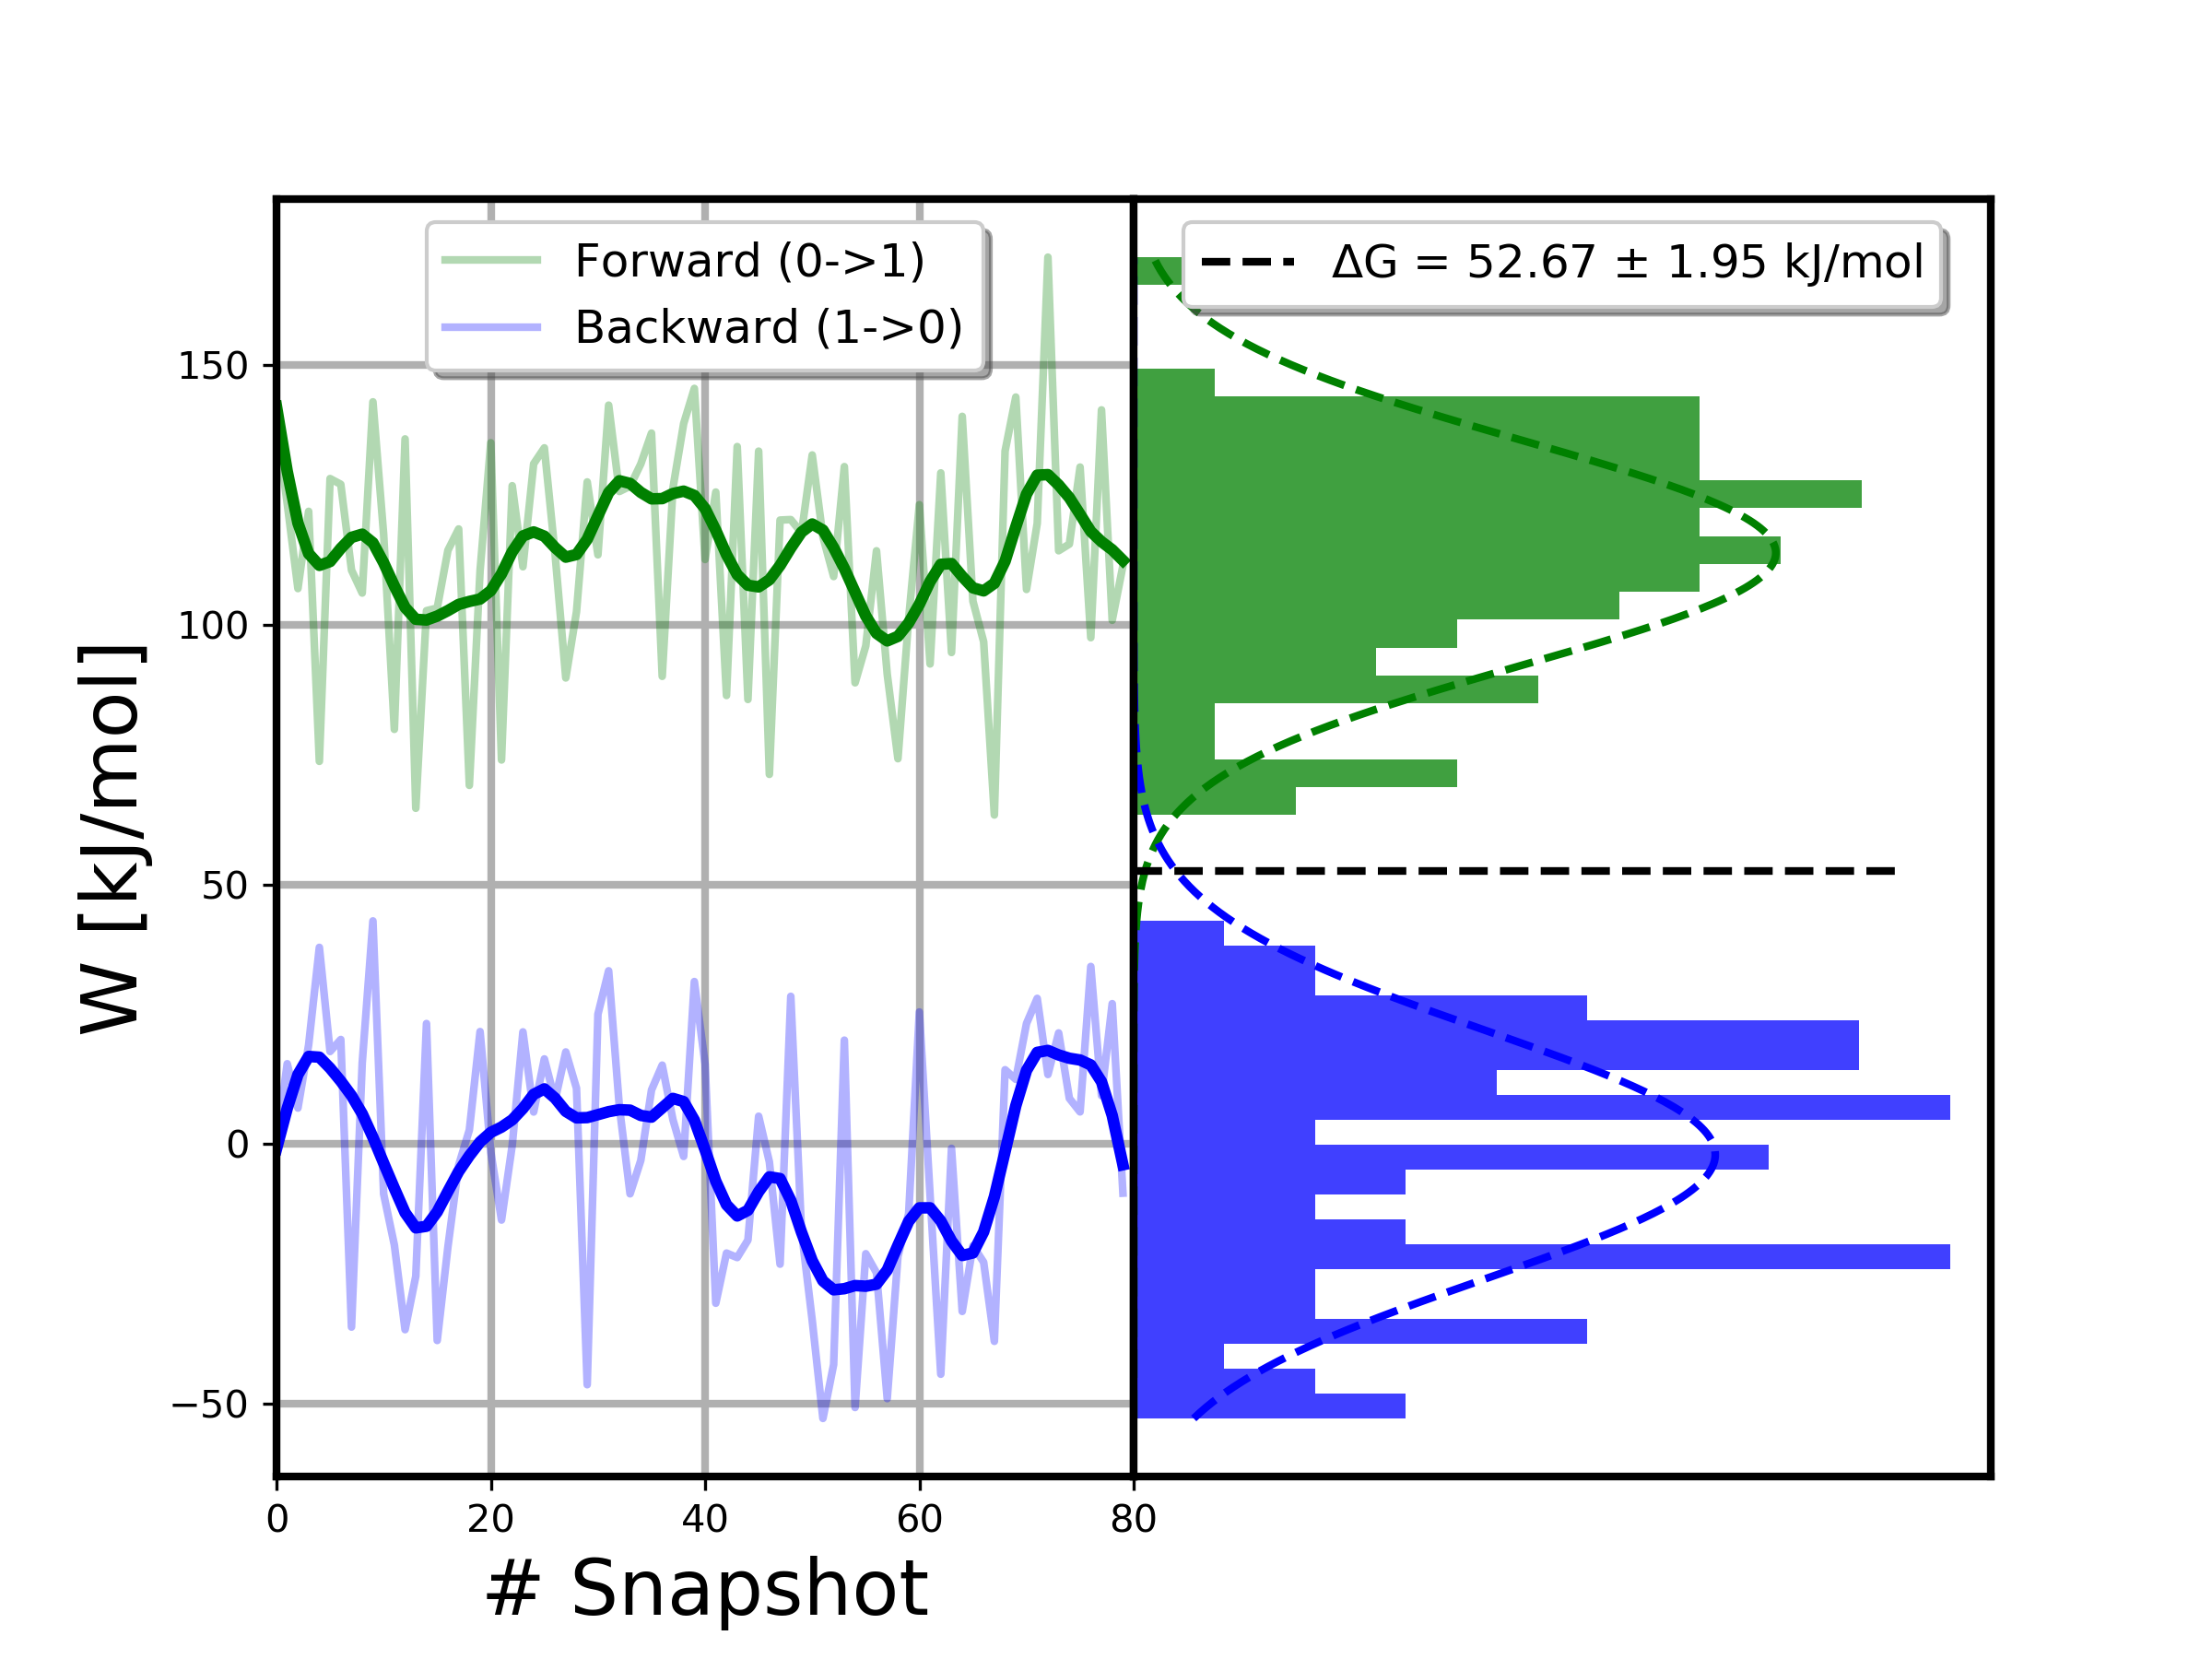 Forward (0->1)
Backward (1->0)
ΔG = 52.67 ± 1.95 kJ/mol
W [kJ/mol]
150
100
50
0
−50
0 20 40 60 80
# Snapshot